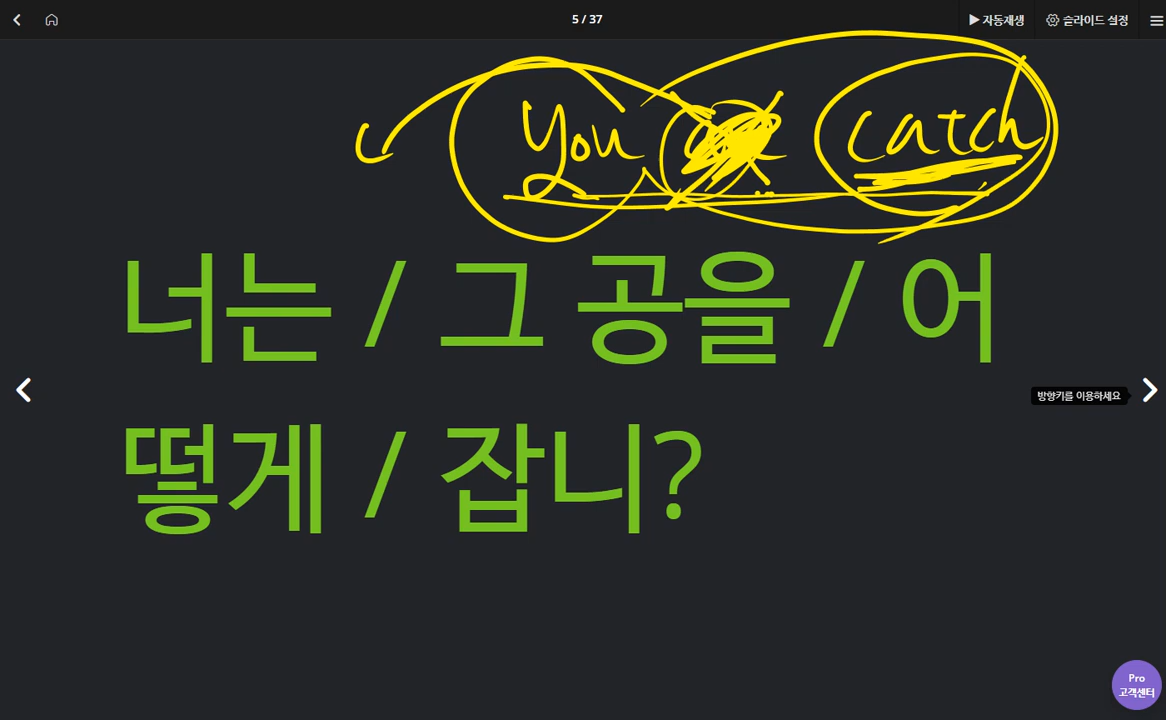 5 / 37
자동재생
슬라이드 설정
You catch
너는 / 그 공을 / 어
떻게 / 잡니?
방향키를 이용하세요
Pro
고객센터